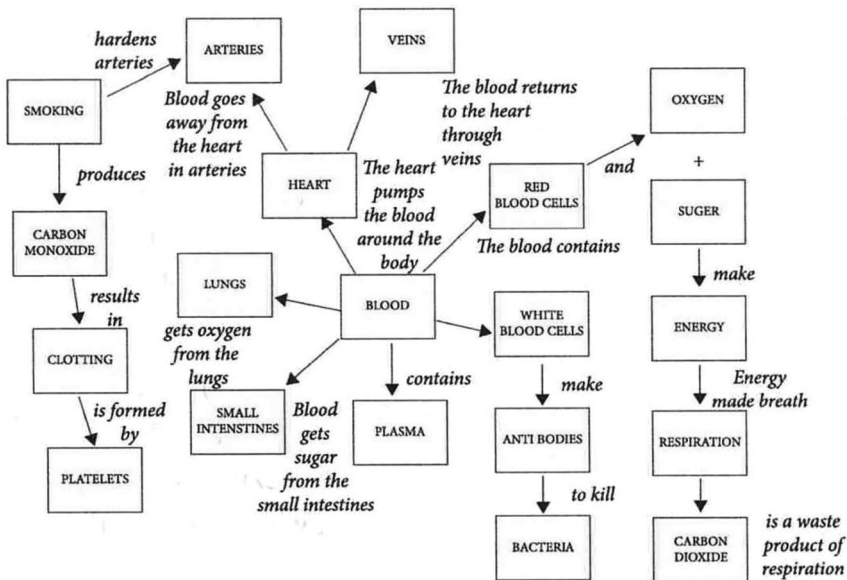 hardens
arteries
ARTERIES
VEINS
SMOKING
Blood goes
away from
the heart
in arteries
The blood returns
to the heart
through
veins
OXYGEN
+
produces
HEART
The heart
pumps
the blood
around the
body
RED
BLOOD CELLS
and
SUGER
CARBON
MONOXIDE
The blood contains
make
LUNGS
BLOOD
WHITE
BLOOD CELLS
ENERGY
results
in
gets oxygen
from the
lungs
CLOTTING
contains
make
Energy
made breath
is formed
by
SMALL
INTENSTINES
Blood
gets
sugar
from the
small intestines
PLASMA
ANTI BODIES
RESPIRATION
PLATELETS
to kill
BACTERIA
CARBON
DIOXIDE
is a waste
product of
respiration